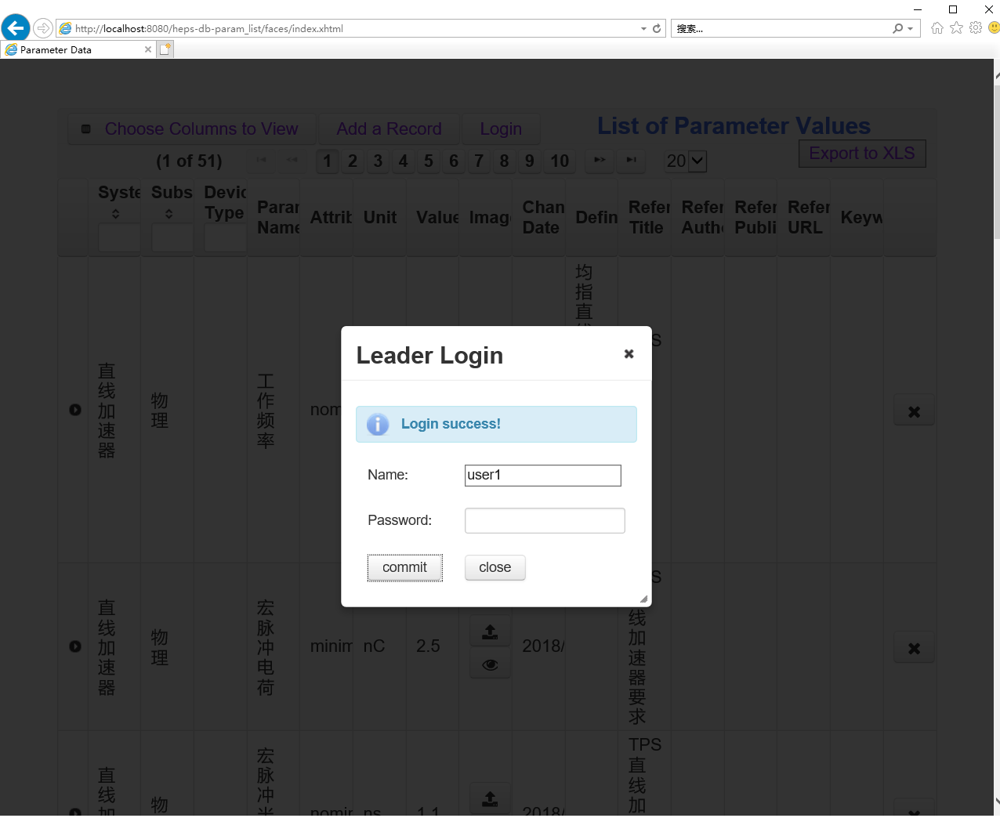 http://localhost:8080/heps-db-param_list/faces/index.xhtml
搜索...
Parameter Data
Choose Columns to View
Add a Record
Login
List of Parameter Values
Export to XLS
(1 of 51)
1 2 3 4 5 6 7 8 9 10
20
Syste
Subs
Devic
Type
Paran
Name
Attrib
Unit
Value
Imag
Chan
Date
Defin
Refer
Title
Refer
Autho
Refer
Publi
Refer
URL
Keyw
直线加速器
物理
工作频率
nom
均指直
S
Leader Login
Login success!
Name:
user1
Password:
commit
close
直线加速器
物理
宏脉冲电荷
minim
nC
2.5
2018/
S
线加速器要求
直线加
物
宏脉冲
nomin
ns
1.1
2018/
TPS
直线加